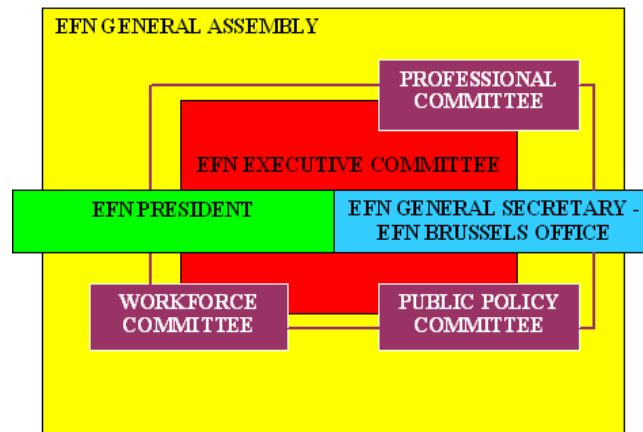 EFN GENERAL ASSEMBLY
PROFESSIONAL
COMMITTEE
EFN EXECUTIVE COMMITTEE
EFN PRESIDENT
EFN GENERAL SECRETARY -
EFN BRUSSELS OFFICE
WORKFORCE
COMMITTEE
PUBLIC POLICY
COMMITTEE